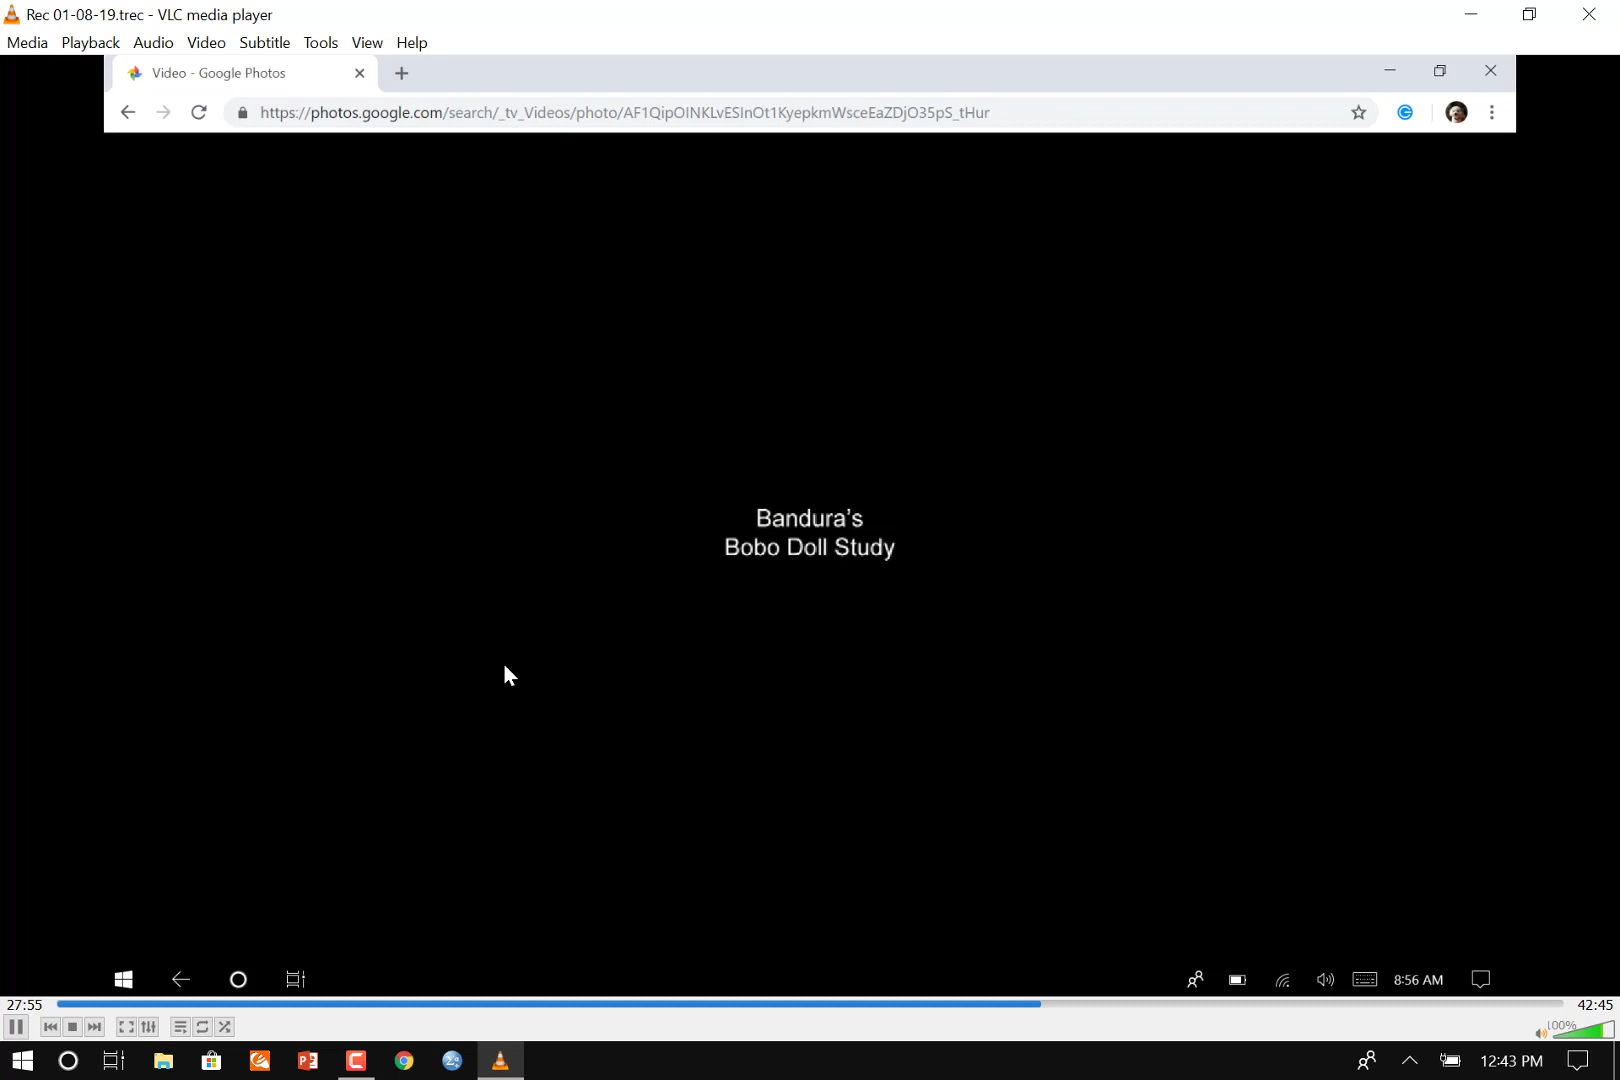 Rec 01-08-19.trec - VLC media player
Media Playback Audio Video Subtitle Tools View Help
Video - Google Photos
https://photos.google.com/search/_tv_Videos/photo/AF1QipOINKLvESInOt1KyepkmWsceEaZDjO35pS_tHur
Bandura's
Bobo Doll Study
8:56 AM
27:55
42:45
100%
12:43 PM